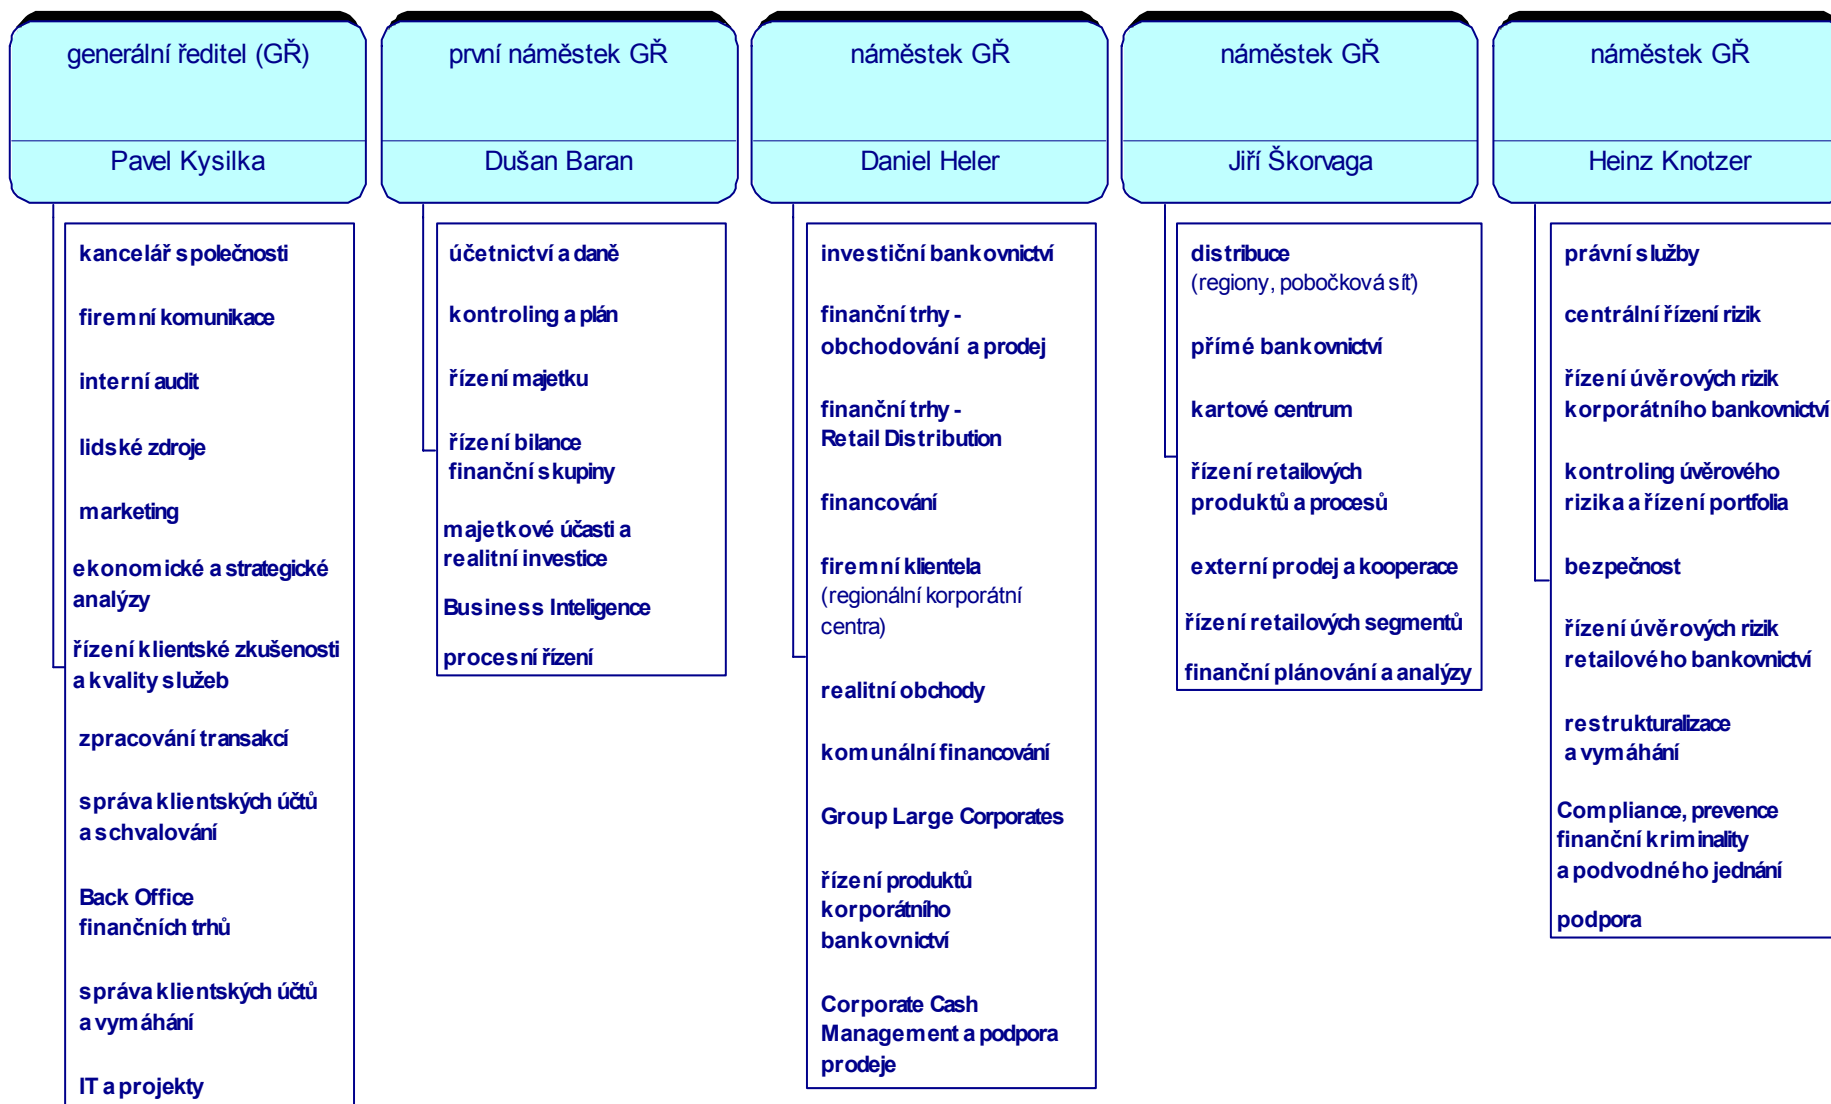 generální ředitel (GŘ)
Pavel Kysilka
kancelář společnosti
firemní komunikace
interní audit
lidské zdroje
marketing
ekonomické a strategické
analýzy
řízení klientské zkušenosti
a kvality služeb
zpracování transakcí
správa klientských účtů
a schvalování
Back Office
finančních trhů
správa klientských účtů
a vymáhání
IT a projekty
první náměstek GŘ
Dušan Baran
účetnictví a daně
kontroling a plán
řízení majetku
řízení bilance
finanční skupiny
majetkové účasti a
realitní investice
Business Inteligence
procesní řízení
náměstek GŘ
Daniel Heler
investiční bankovnictví
finanční trhy -
obchodování a prodej
finanční trhy -
Retail Distribution
financování
firemní klientela
(regionální korporátní
centra)
realitní obchody
komunální financování
Group Large Corporates
řízení produktů
korporátního
bankovnictví
Corporate Cash
Management a podpora
prodeje
náměstek GŘ
Jiří Škorvaga
distribuce
(regiony, pobočková síť)
přímé bankovnictví
kartové centrum
řízení retailových
produktů a procesů
externí prodej a kooperace
řízení retailových segmentů
finanční plánování a analýzy
náměstek GŘ
Heinz Knotzer
právní služby
centrální řízení rizik
řízení úvěrových rizik
korporátního bankovnictví
kontroling úvěrového
rizika a řízení portfolia
bezpečnost
řízení úvěrových rizik
retailového bankovnictví
restrukturalizace
a vymáhání
Compliance, prevence
finanční kriminality
a podvodného jednání
podpora